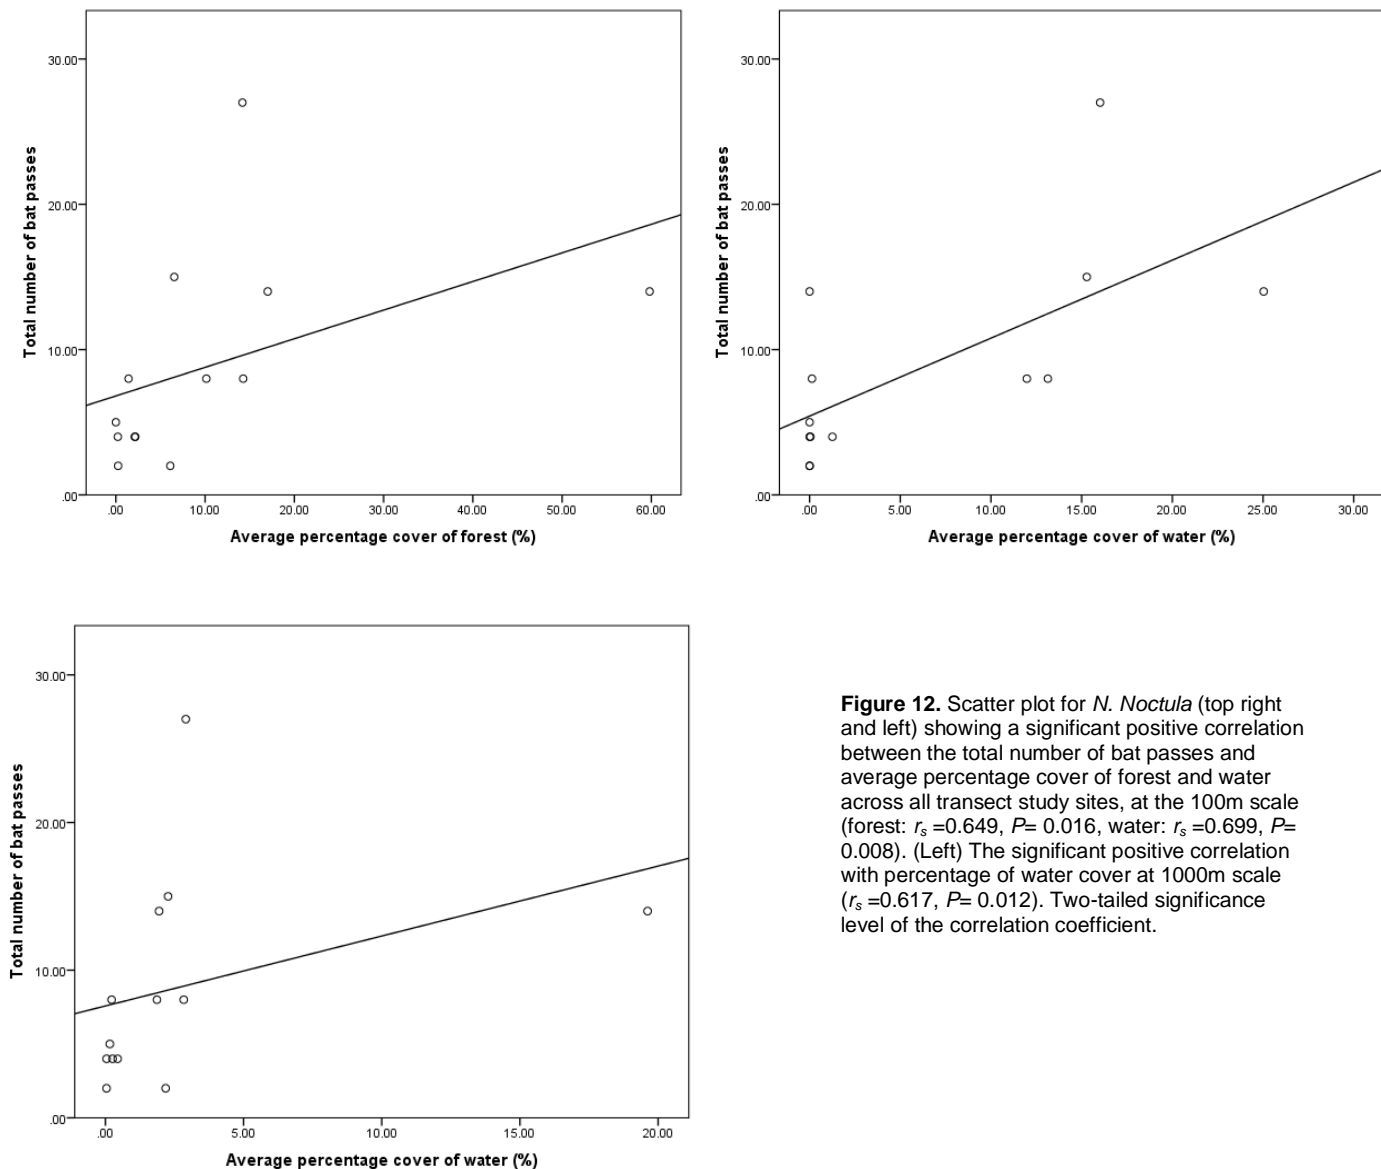 30.00
20.00
10.00
.00
Total number of bat passes
.00 10.00 20.00 30.00 40.00 50.00 60.00
Average percentage cover of forest (%)
30.00
20.00
10.00
.00
Total number of bat passes
.00 5.00 10.00 15.00 20.00 25.00 30.00
Average percentage cover of water (%)
30.00
20.00
10.00
.00
Total number of bat passes
.00 5.00 10.00 15.00 20.00
Average percentage cover of water (%)
Figure 12. Scatter plot for N. Noctula (top right
and left) showing a significant positive correlation
between the total number of bat passes and
average percentage cover of forest and water
across all transect study sites, at the 100m scale
(forest: rs =0.649, P= 0.016, water: rs =0.699, P=
0.008). (Left) The significant positive correlation
with percentage of water cover at 1000m scale
(rs =0.617, P= 0.012). Two-tailed significance
level of the correlation coefficient.